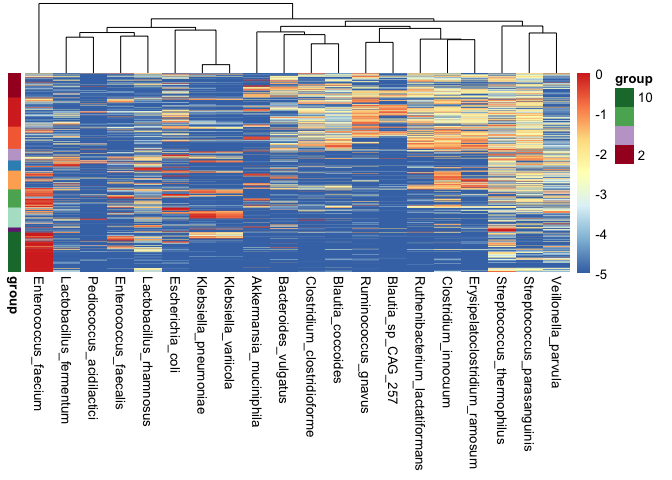 0
-1
-2
-3
-4
-5
group
10
2
group
Enterococcus_faecium
Lactobacillus_fermentum
Pediococcus_acidilactici
Enterococcus_faecalis
Lactobacillus_rhamnosus
Escherichia_coli
Klebsiella_pneumoniae
Klebsiella_variicola
Akkermansia_muciniphila
Bacteroides_vulgatus
Clostridium_clostridioforme
Blautia_coccoides
Ruminococcus_gnavus
Blautia_sp_CAG_257
Ruthenibacterium_lactatiformans
Clostridium_innocuum
Erysipelatoclostridium_ramosum
Streptococcus_thermophilus
Streptococcus_parasanguinis
Veillonella_parvula